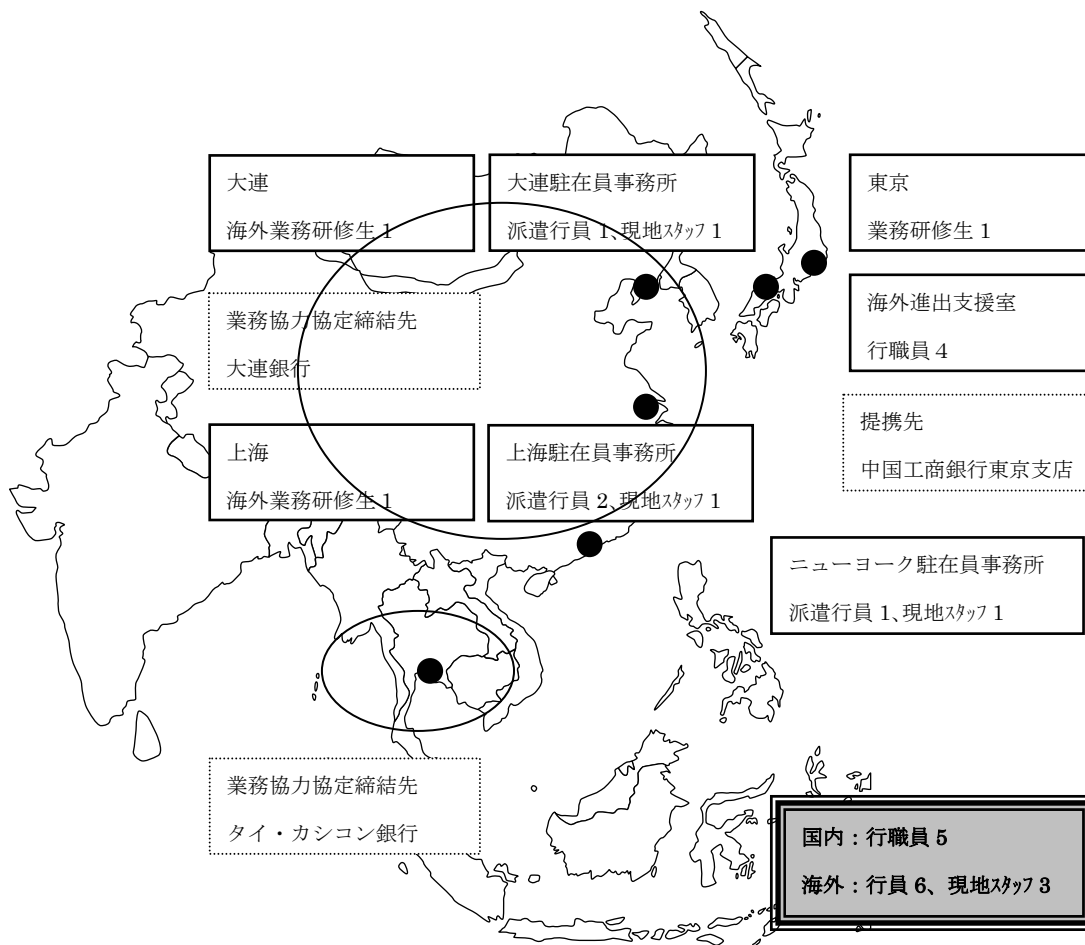 大連
海外業務研修生 1
大連駐在員事務所
派遣行員 1、現地ｽﾀｯﾌ 1
東京
業務研修生 1
業務協力協定締結先
大連銀行
海外進出支援室
行職員 4
提携先
中国工商銀行東京支店
上海
海外業務研修生 1
上海駐在員事務所
派遣行員 2、現地ｽﾀｯﾌ 1
ニューヨーク駐在員事務所
派遣行員 1、現地ｽﾀｯﾌ 1
業務協力協定締結先
タイ・カシコン銀行
国内：行職員 5
海外：行員 6、現地ｽﾀｯﾌ 3